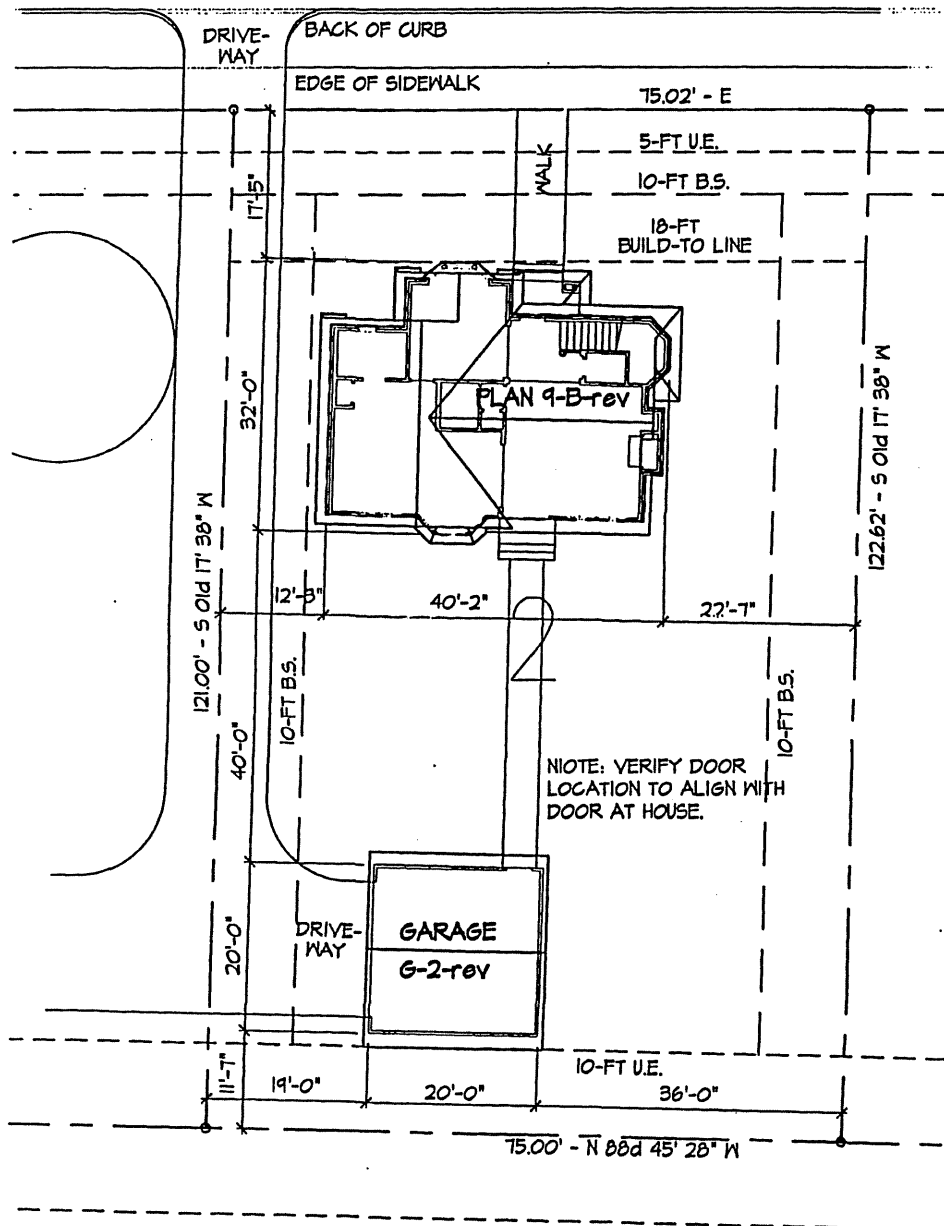 DRIVE-
WAY
BACK OF CURB
EDGE OF SIDEWALK
75.02' - E
5-FT U.E.
WALK
10-FT B.S.
17'-5"
18-FT
BUILD-TO LINE
32'-0"
PLAN 9-B-rev
121.00' - S 01d 17' 38" W
122.62' - S 01d 17' 38" W
12'-3"
40'-2"
22'-7"
2
10-FT B.S.
10-FT B.S.
40'-0"
NIOTE: VERIFY DOOR
LOCATION TO ALIGN WITH
DOOR AT HOUSE.
20'-0"
DRIVE-
WAY
GARAGE
G-2-rev
10-FT U.E.
11'-7"
19'-0"
20'-0"
36'-0"
75.00' - N 88d 45' 28" W